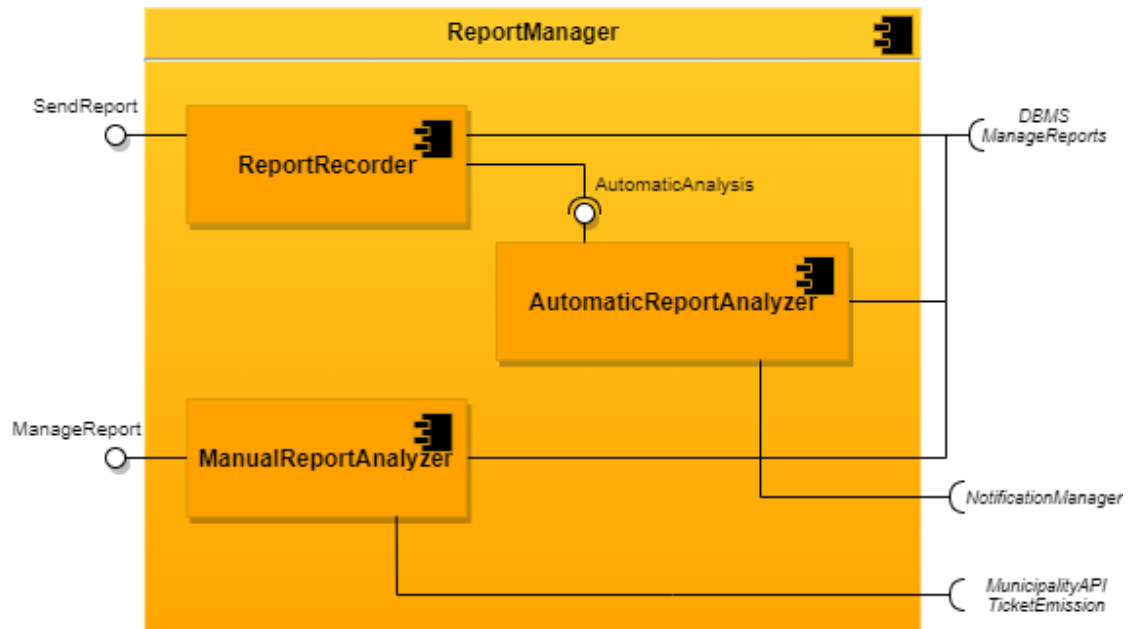 ReportManager
SendReport
DBMS
ManageReports
ReportRecorder
AutomaticAnalysis
AutomaticReportAnalyzer
ManageReport
ManualReportAnalyzer
NotificationManager
MunicipalityAPI
TicketEmission